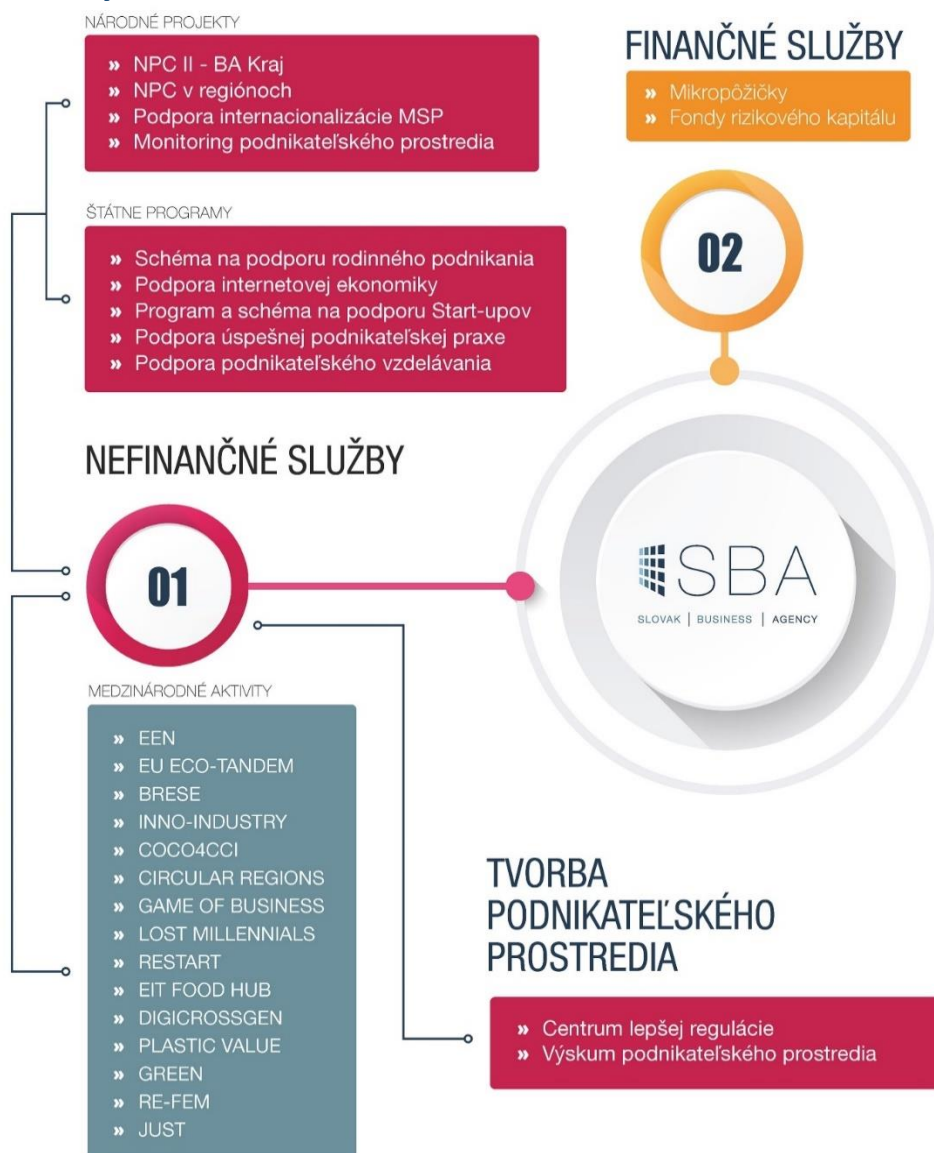 NÁRODNÉ PROJEKTY
» NPC II - BA Kraj
» NPC v regiónoch
» Podpora internacionalizácie MSP
» Monitoring podnikateľského prostredia
ŠTÁTNE PROGRAMY
» Schéma na podporu rodinného podnikania
» Podpora internetovej ekonomiky
» Program a schéma na podporu Start-upov
» Podpora úspešnej podnikateľskej praxe
» Podpora podnikateľského vzdelávania
FINANČNÉ SLUŽBY
» Mikropôžičky
» Fondy rizikového kapitálu
02
NEFINANČNÉ SLUŽBY
01
SBA
SLOVAK | BUSINESS | AGENCY
MEDZINÁRODNÉ AKTIVITY
» EEN
» EU ECO-TANDEM
» BRESE
» INNO-INDUSTRY
» COCO4CCI
» CIRCULAR REGIONS
» GAME OF BUSINESS
» LOST MILLENNIALS
» RESTART
» EIT FOOD HUB
» DIGICROSSGEN
» PLASTIC VALUE
» GREEN
» RE-FEM
» JUST
TVORBA
PODNIKATEĽSKÉHO
PROSTREDIA
» Centrum lepšej regulácie
» Výskum podnikateľského prostredia